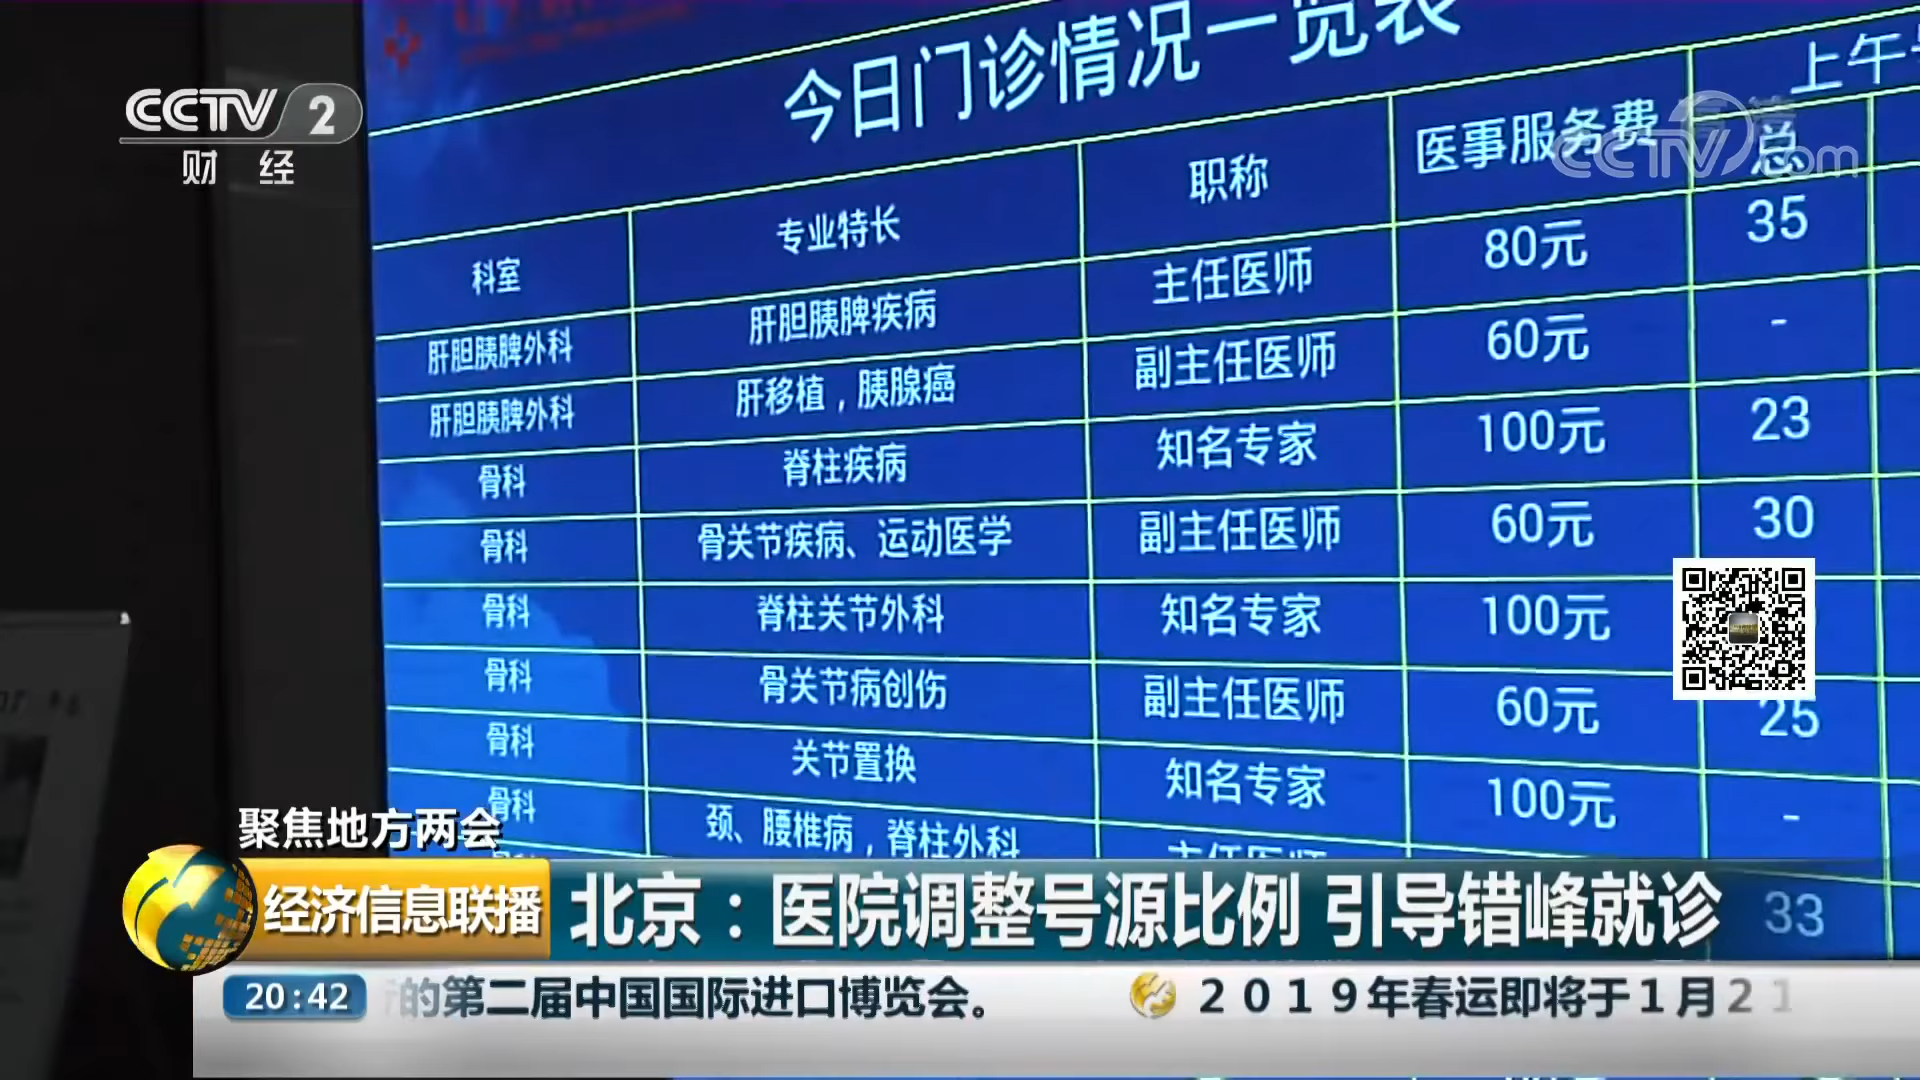 CCTV 2
财 经
今日门诊情况一览表
科室 专业特长 职称 医事服务费 上午
总
CCTV.com
肝胆胰脾外科 肝胆胰脾疾病 主任医师 80元 35
肝胆胰脾外科 肝移植，胰腺癌 副主任医师 60元 -
骨科 脊柱疾病 知名专家 100元 23
骨科 骨关节疾病、运动医学 副主任医师 60元 30
骨科 脊柱关节外科 知名专家 100元
骨科 骨关节病创伤 副主任医师 60元 25
骨科 关节置换 知名专家 100元 -
骨科 颈、腰椎病，脊柱外科 主任医师
33
聚焦地方两会
经济信息联播
北京：医院调整号源比例 引导错峰就诊
20:42 的第二届中国国际进口博览会。 2019年春运即将于1月21